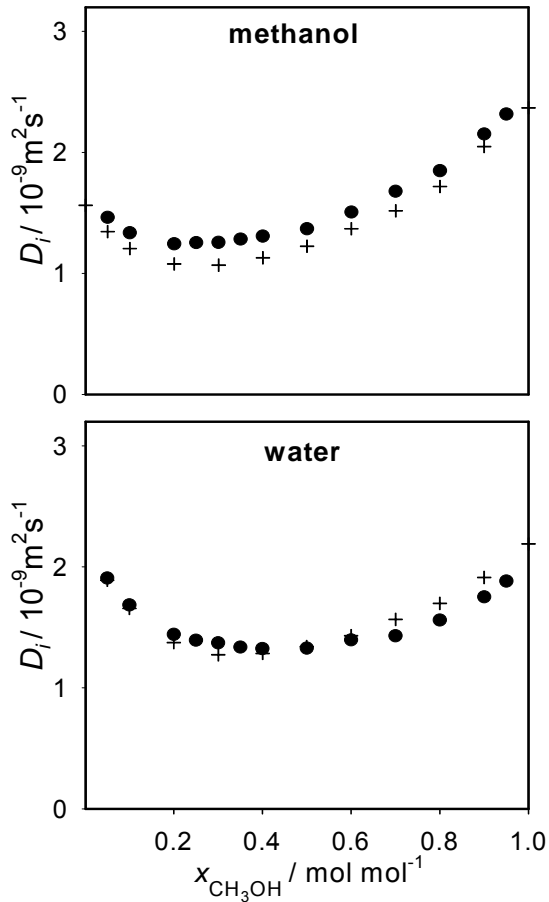 methanol
3
2
1
0
D_i / 10^-9 m^2 s^-1
water
3
2
1
0
D_i / 10^-9 m^2 s^-1
0.2 0.4 0.6 0.8 1.0
x_CH3OH / mol mol^-1